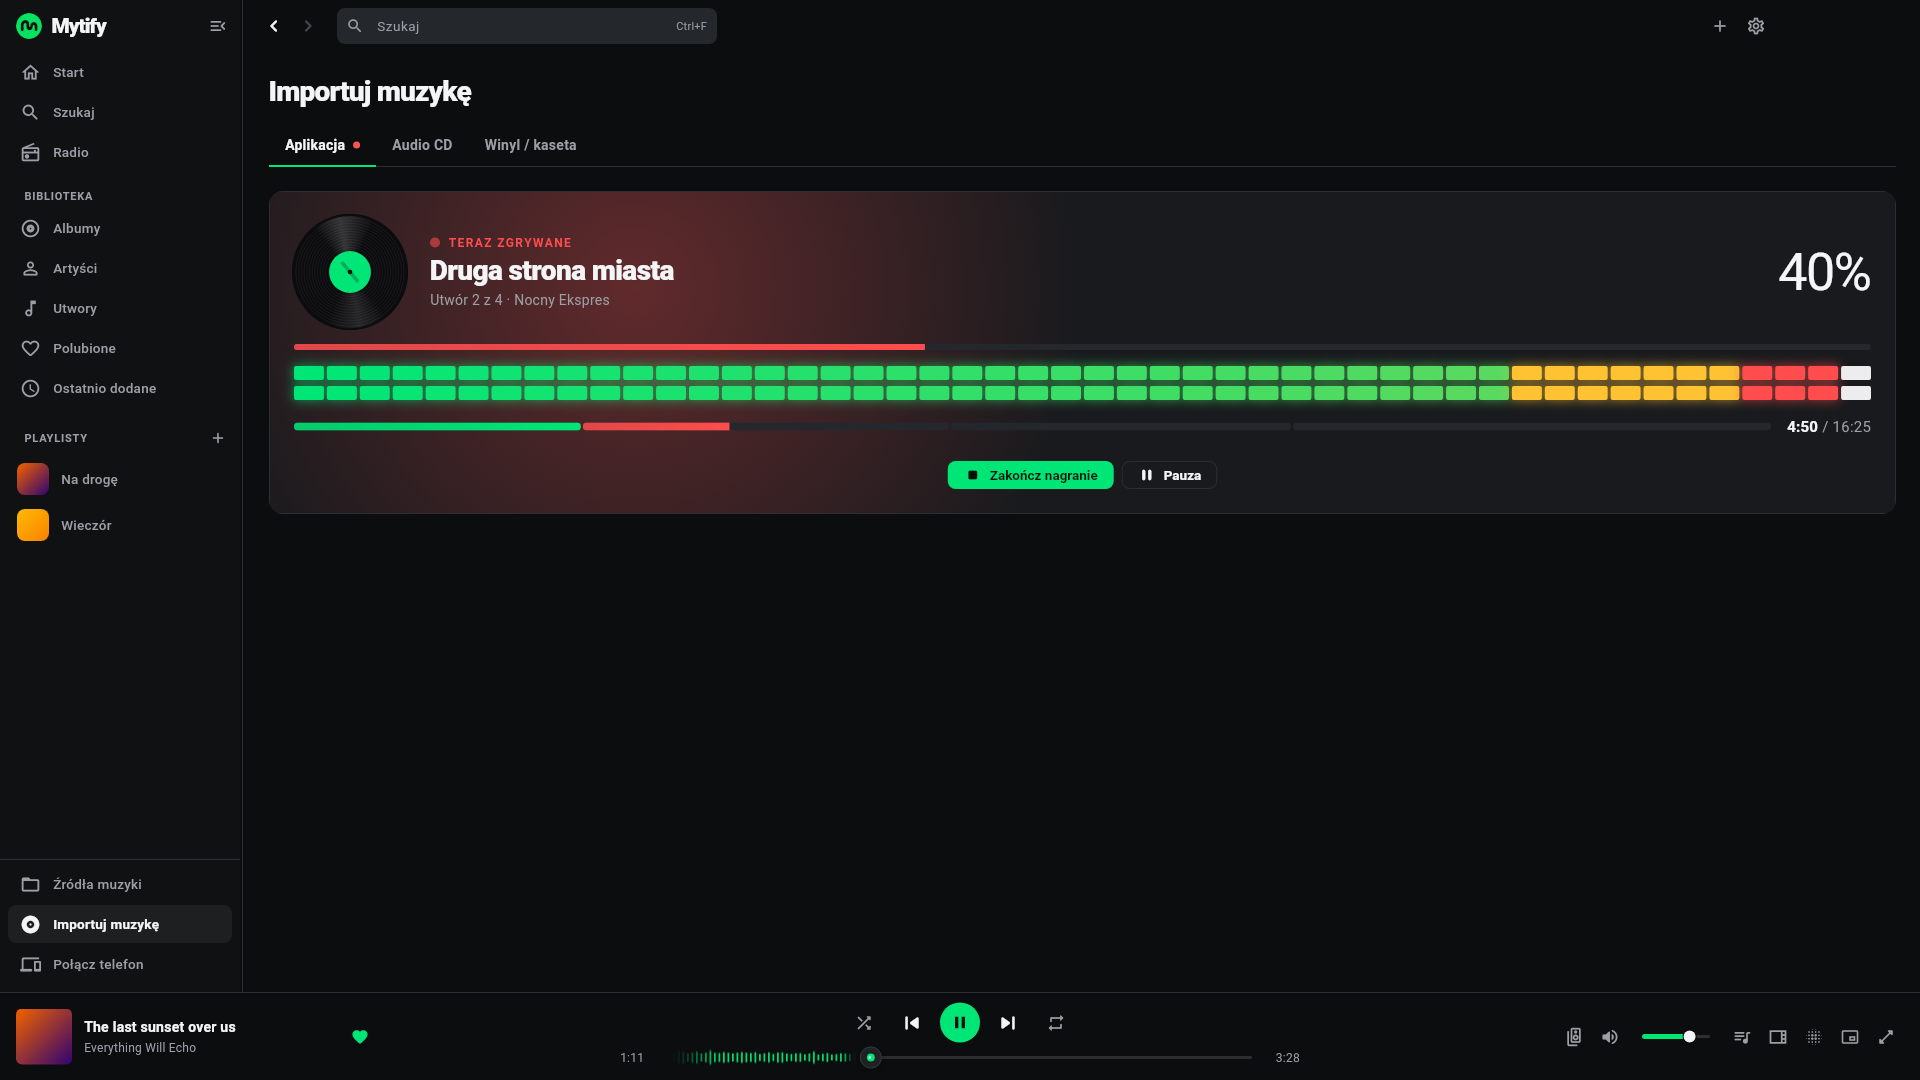 Mytify
Start
Szukaj
Radio
BIBLIOTEKA
Albumy
Artyści
Utwory
Polubione
Ostatnio dodane
PLAYLISTY
Na drogę
Wieczór
Źródła muzyki
Importuj muzykę
Połącz telefon
Szukaj Ctrl+F
Importuj muzykę
Aplikacja Audio CD Winyl / kaseta
TERAZ ZGRYWANE
Druga strona miasta
Utwór 2 z 4 · Nocny Ekspres
40%
4:50 / 16:25
Zakończ nagranie Pauza
The last sunset over us
Everything Will Echo
1:11 3:28